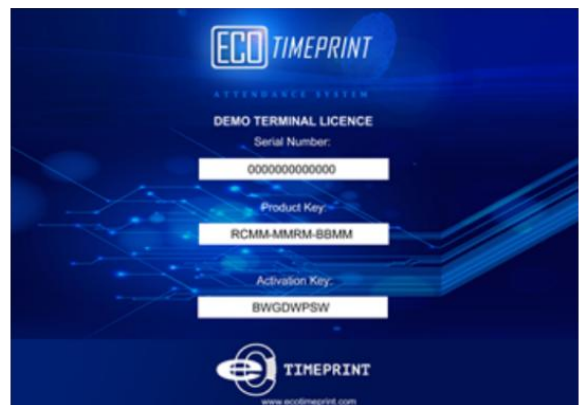 ECO TIMEPRINT
ATTENDANCE SYSTEM
DEMO TERMINAL LICENCE
Serial Number:
0000000000000
Product Key:
RCMM-MMRM-BBMM
Activation Key:
BWGDWPSW
e TIMEPRINT
www.ecotimeprint.com